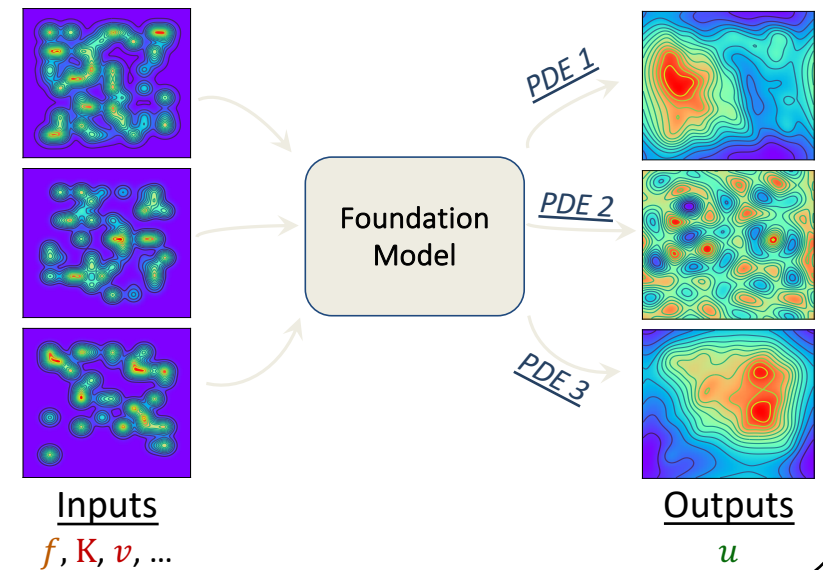 PDE 1
Foundation
Model
PDE 2
PDE 3
Inputs
f, K, v, ...
Outputs
u